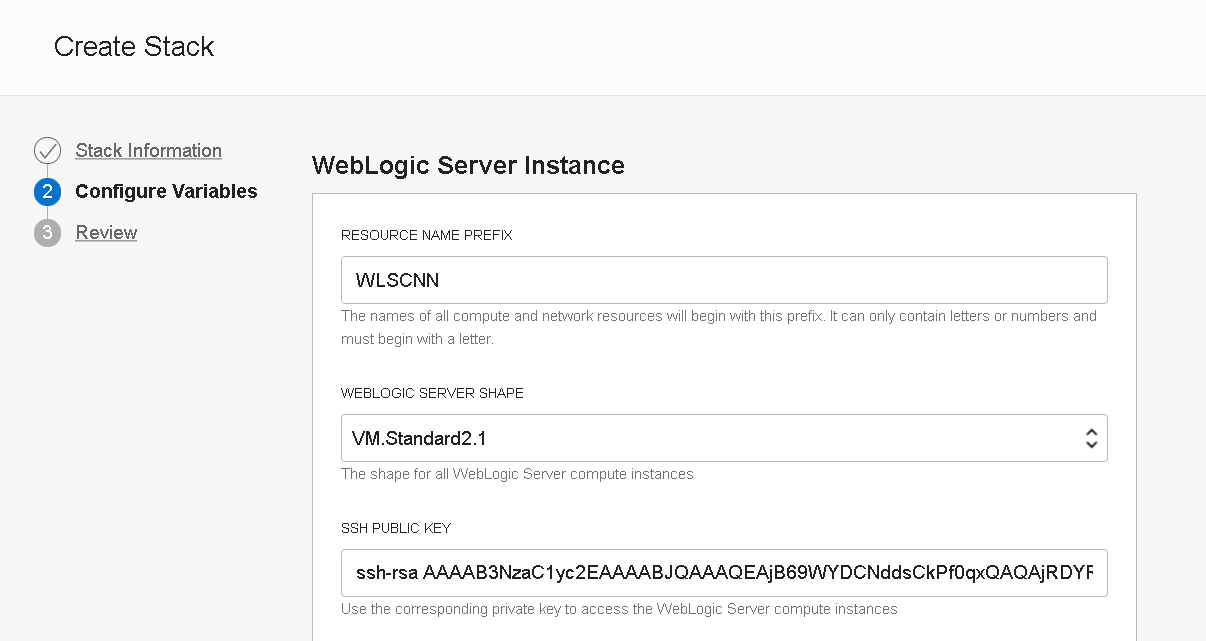 Create Stack
Stack Information
2 Configure Variables
3 Review
WebLogic Server Instance
RESOURCE NAME PREFIX
WLSCNN
The names of all compute and network resources will begin with this prefix. It can only contain letters or numbers and
must begin with a letter.
WEBLOGIC SERVER SHAPE
VM.Standard2.1
The shape for all WebLogic Server compute instances
SSH PUBLIC KEY
ssh-rsa AAAAB3NzaC1yc2EAAAABJQAAAQEAjB69WYDCNddsCkPf0qxQAQAjRDYF
Use the corresponding private key to access the WebLogic Server compute instances